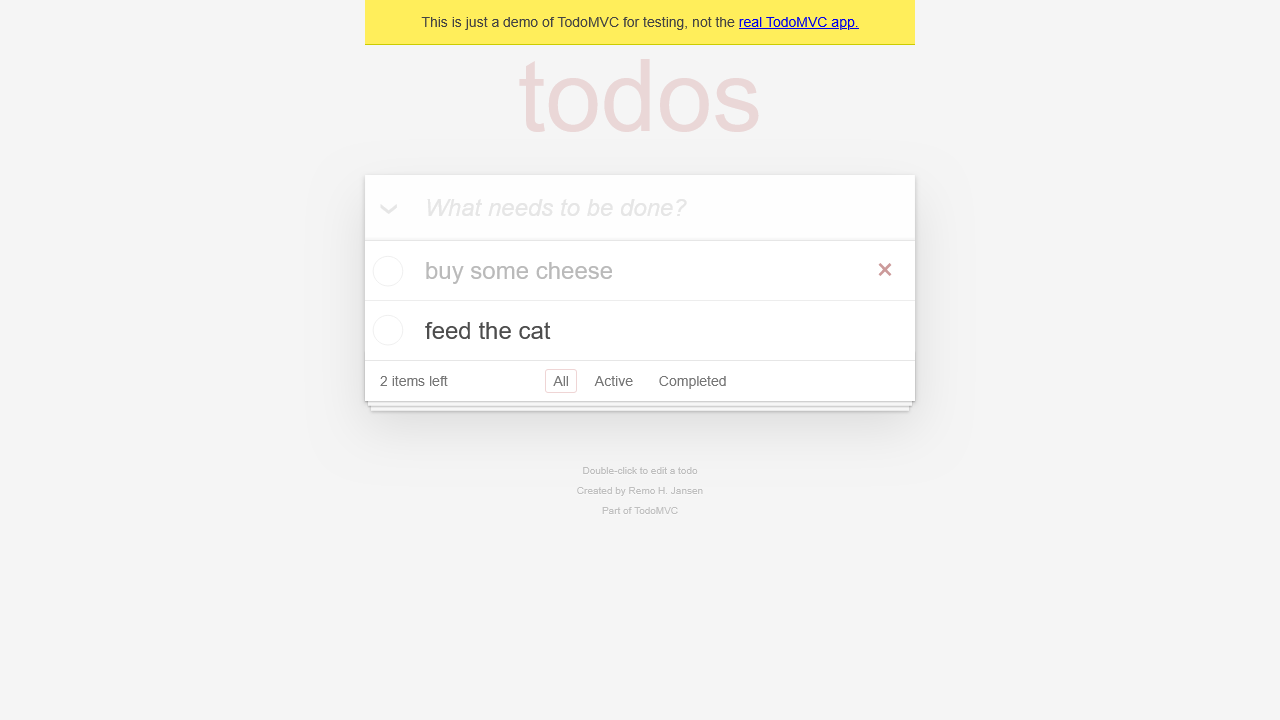 This is just a demo of TodoMVC for testing, not the real TodoMVC app.
todos
What needs to be done?
buy some cheese
feed the cat
2 items left All Active Completed
Double-click to edit a todo
Created by Remo H. Jansen
Part of TodoMVC